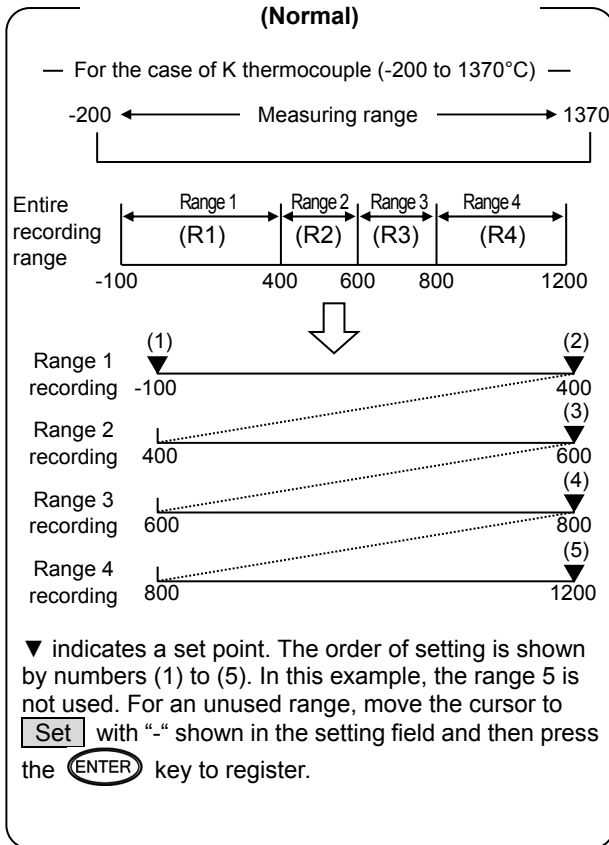 (Normal)
— For the case of K thermocouple (-200 to 1370°C) —
-200 Measuring range 1370
Entire recording range
Range 1 Range 2 Range 3 Range 4
(R1) (R2) (R3) (R4)
-100 400 600 800 1200
(1) (2)
Range 1
recording -100 400
(3)
Range 2
recording 400 600
(4)
Range 3
recording 600 800
(5)
Range 4
recording 800 1200
▼ indicates a set point. The order of setting is shown
by numbers (1) to (5). In this example, the range 5 is
not used. For an unused range, move the cursor to
Set with “-“ shown in the setting field and then press
the ENTER key to register.